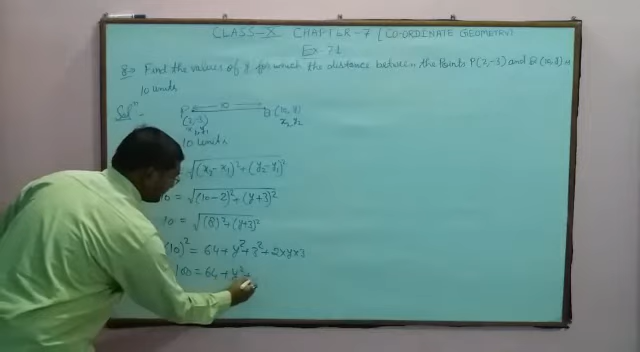 CLASS-X CHAPTER-7 [CO-ORDINATE GEOMETRY]
Ex-7.1
8⇒ Find the values of y for which the distance between the Points P(2,-3) and Q(10,y) is
10 Units
Solⁿ -
P 10 Q (10, y)
(2,-3) x₂ y₂
x₁ y₁
10 Units
= √(x₂-x₁)² + (y₂-y₁)²
10 = √(10-2)² + (y+3)²
10 = √(8)² + (y+3)²
(10)² = 64 + y² + 3² + 2×y×3
100 = 64 + y² +